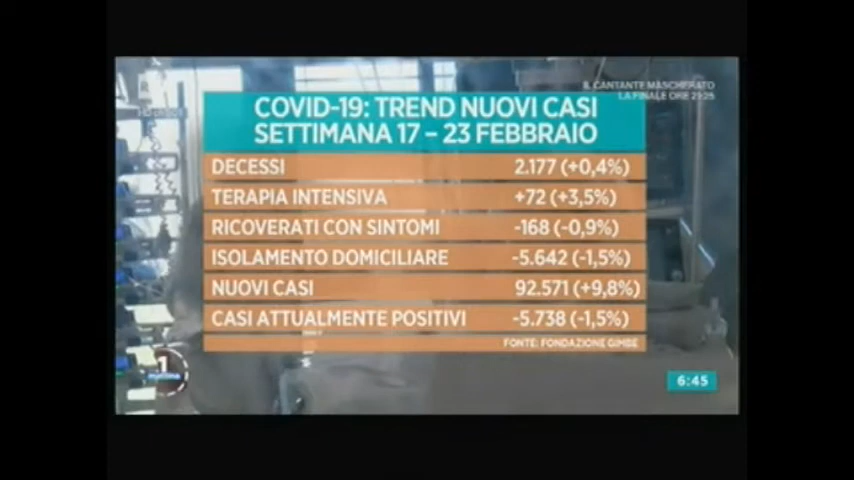 IL CANTANTE MASCHERATO
LA FINALE ORE 21:25
COVID-19: TREND NUOVI CASI
SETTIMANA 17 – 23 FEBBRAIO
DECESSI 2.177 (+0,4%)
TERAPIA INTENSIVA +72 (+3,5%)
RICOVERATI CON SINTOMI -168 (-0,9%)
ISOLAMENTO DOMICILIARE -5.642 (-1,5%)
NUOVI CASI 92.571 (+9,8%)
CASI ATTUALMENTE POSITIVI -5.738 (-1,5%)
FONTE: FONDAZIONE GIMBE
1
mattina
6:45